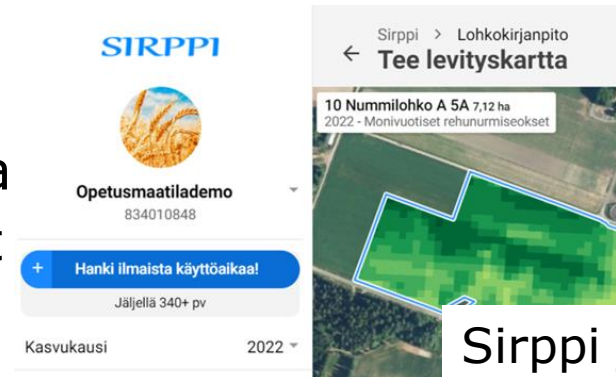 SIRPPI
Opetusmaatilademo
834010848
+ Hanki ilmaista käyttöaikaa!
Jäljellä 340+ pv
Kasvukausi 2022
Sirppi > Lohkokirjanpito
← Tee levityskartta
10 Nummilohko A 5A 7,12 ha
2022 - Monivuotiset rehunurmiseokset
Sirppi